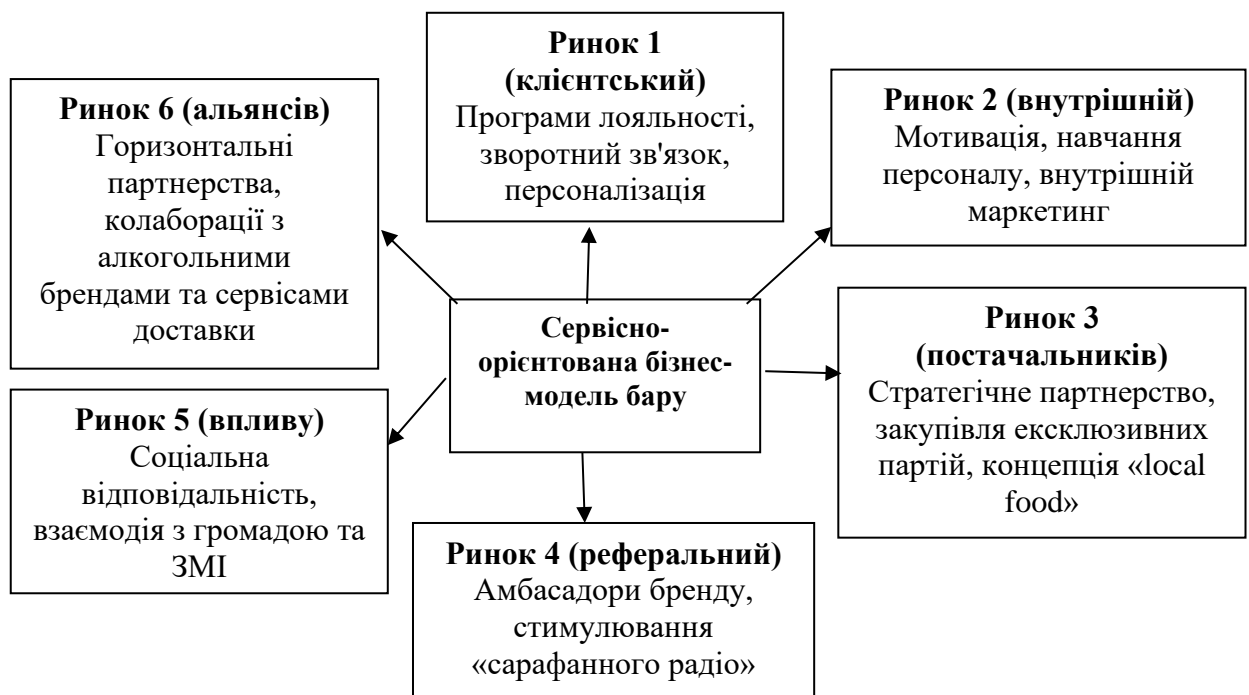 Ринок 1
(клієнтський)
Програми лояльності,
зворотний зв'язок,
персоналізація
Ринок 6 (альянсів)
Горизонтальні
партнерства,
колаборації з
алкогольними
брендами та сервісами
доставки
Ринок 2 (внутрішній)
Мотивація, навчання
персоналу, внутрішній
маркетинг
Сервісно-
орієнтована бізнес-
модель бару
Ринок 3
(постачальників)
Стратегічне партнерство,
закупівля ексклюзивних
партій, концепція «local
food»
Ринок 5 (впливу)
Соціальна
відповідальність,
взаємодія з громадою та
ЗМІ
Ринок 4 (реферальний)
Амбасадори бренду,
стимулювання
«сарафанного радіо»